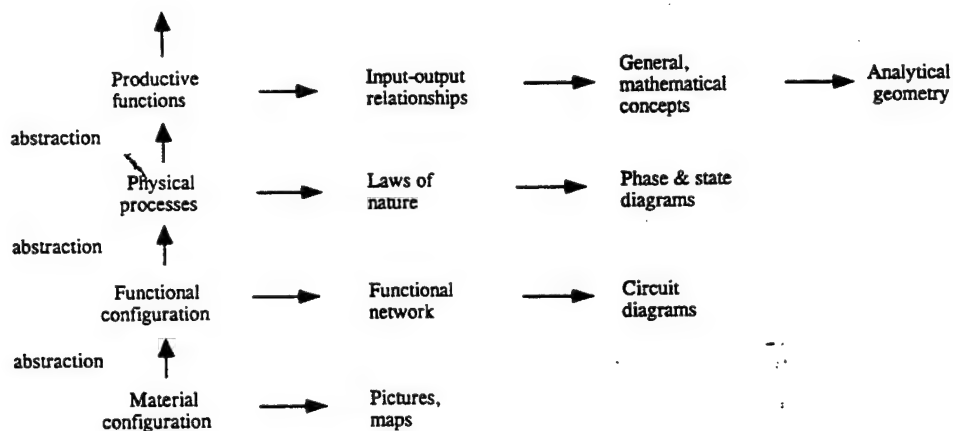 Productive
functions
Input-output
relationships
General,
mathematical
concepts
Analytical
geometry
abstraction
Physical
processes
Laws of
nature
Phase & state
diagrams
abstraction
Functional
configuration
Functional
network
Circuit
diagrams
abstraction
Material
configuration
Pictures,
maps